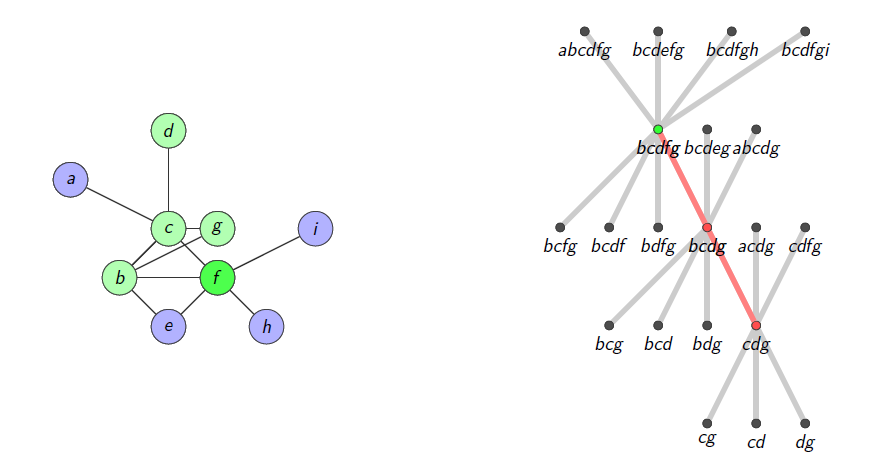 d
a
c g i
b f
e h
abcdfg bcdefg bcdfgh bcdfgi
bcdfg bcdeg abcdg
bcfg bcdf bdfg bcdg acdg cdfg
bcg bcd bdg cdg
cg cd dg